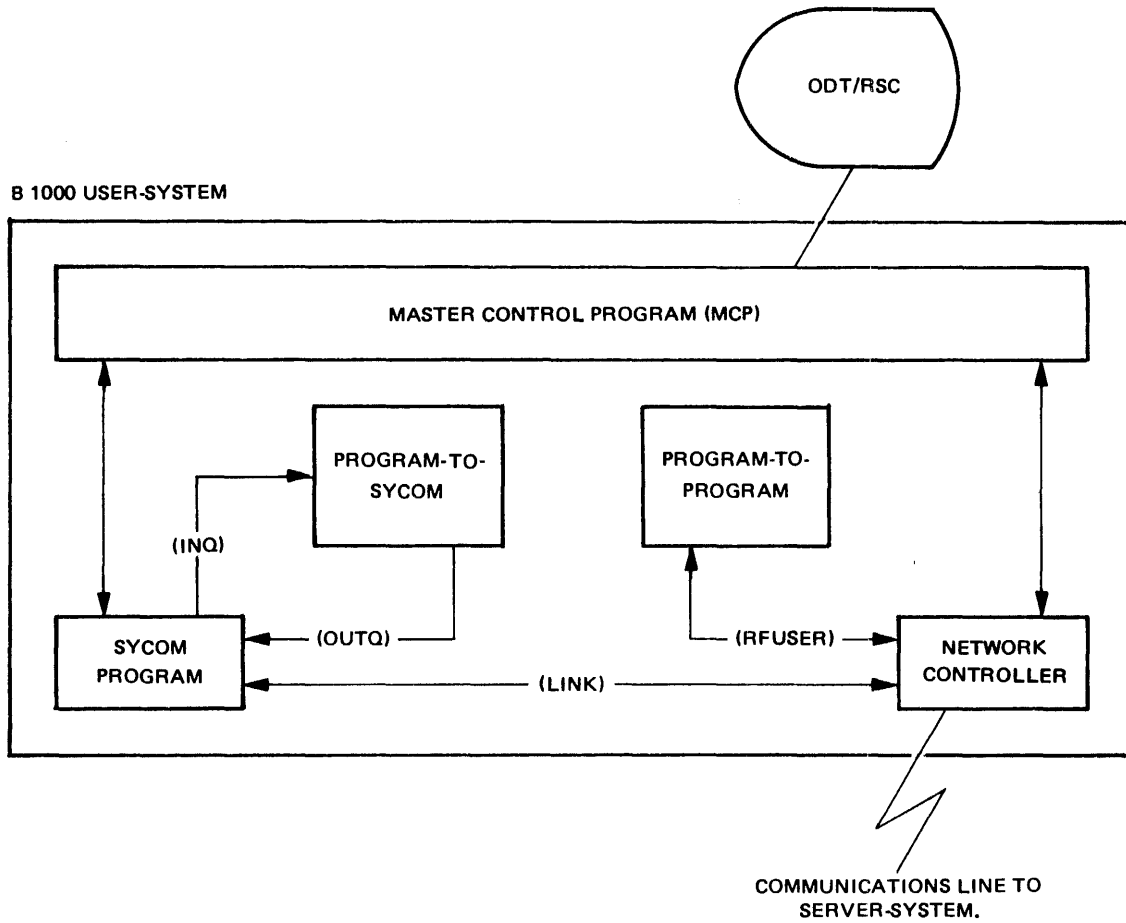 ODT/RSC
B 1000 USER-SYSTEM
MASTER CONTROL PROGRAM (MCP)
PROGRAM-TO-
SYCOM
PROGRAM-TO-
PROGRAM
(INQ)
(OUTQ)
(RFUSER)
SYCOM
PROGRAM
NETWORK
CONTROLLER
(LINK)
COMMUNICATIONS LINE TO
SERVER-SYSTEM.